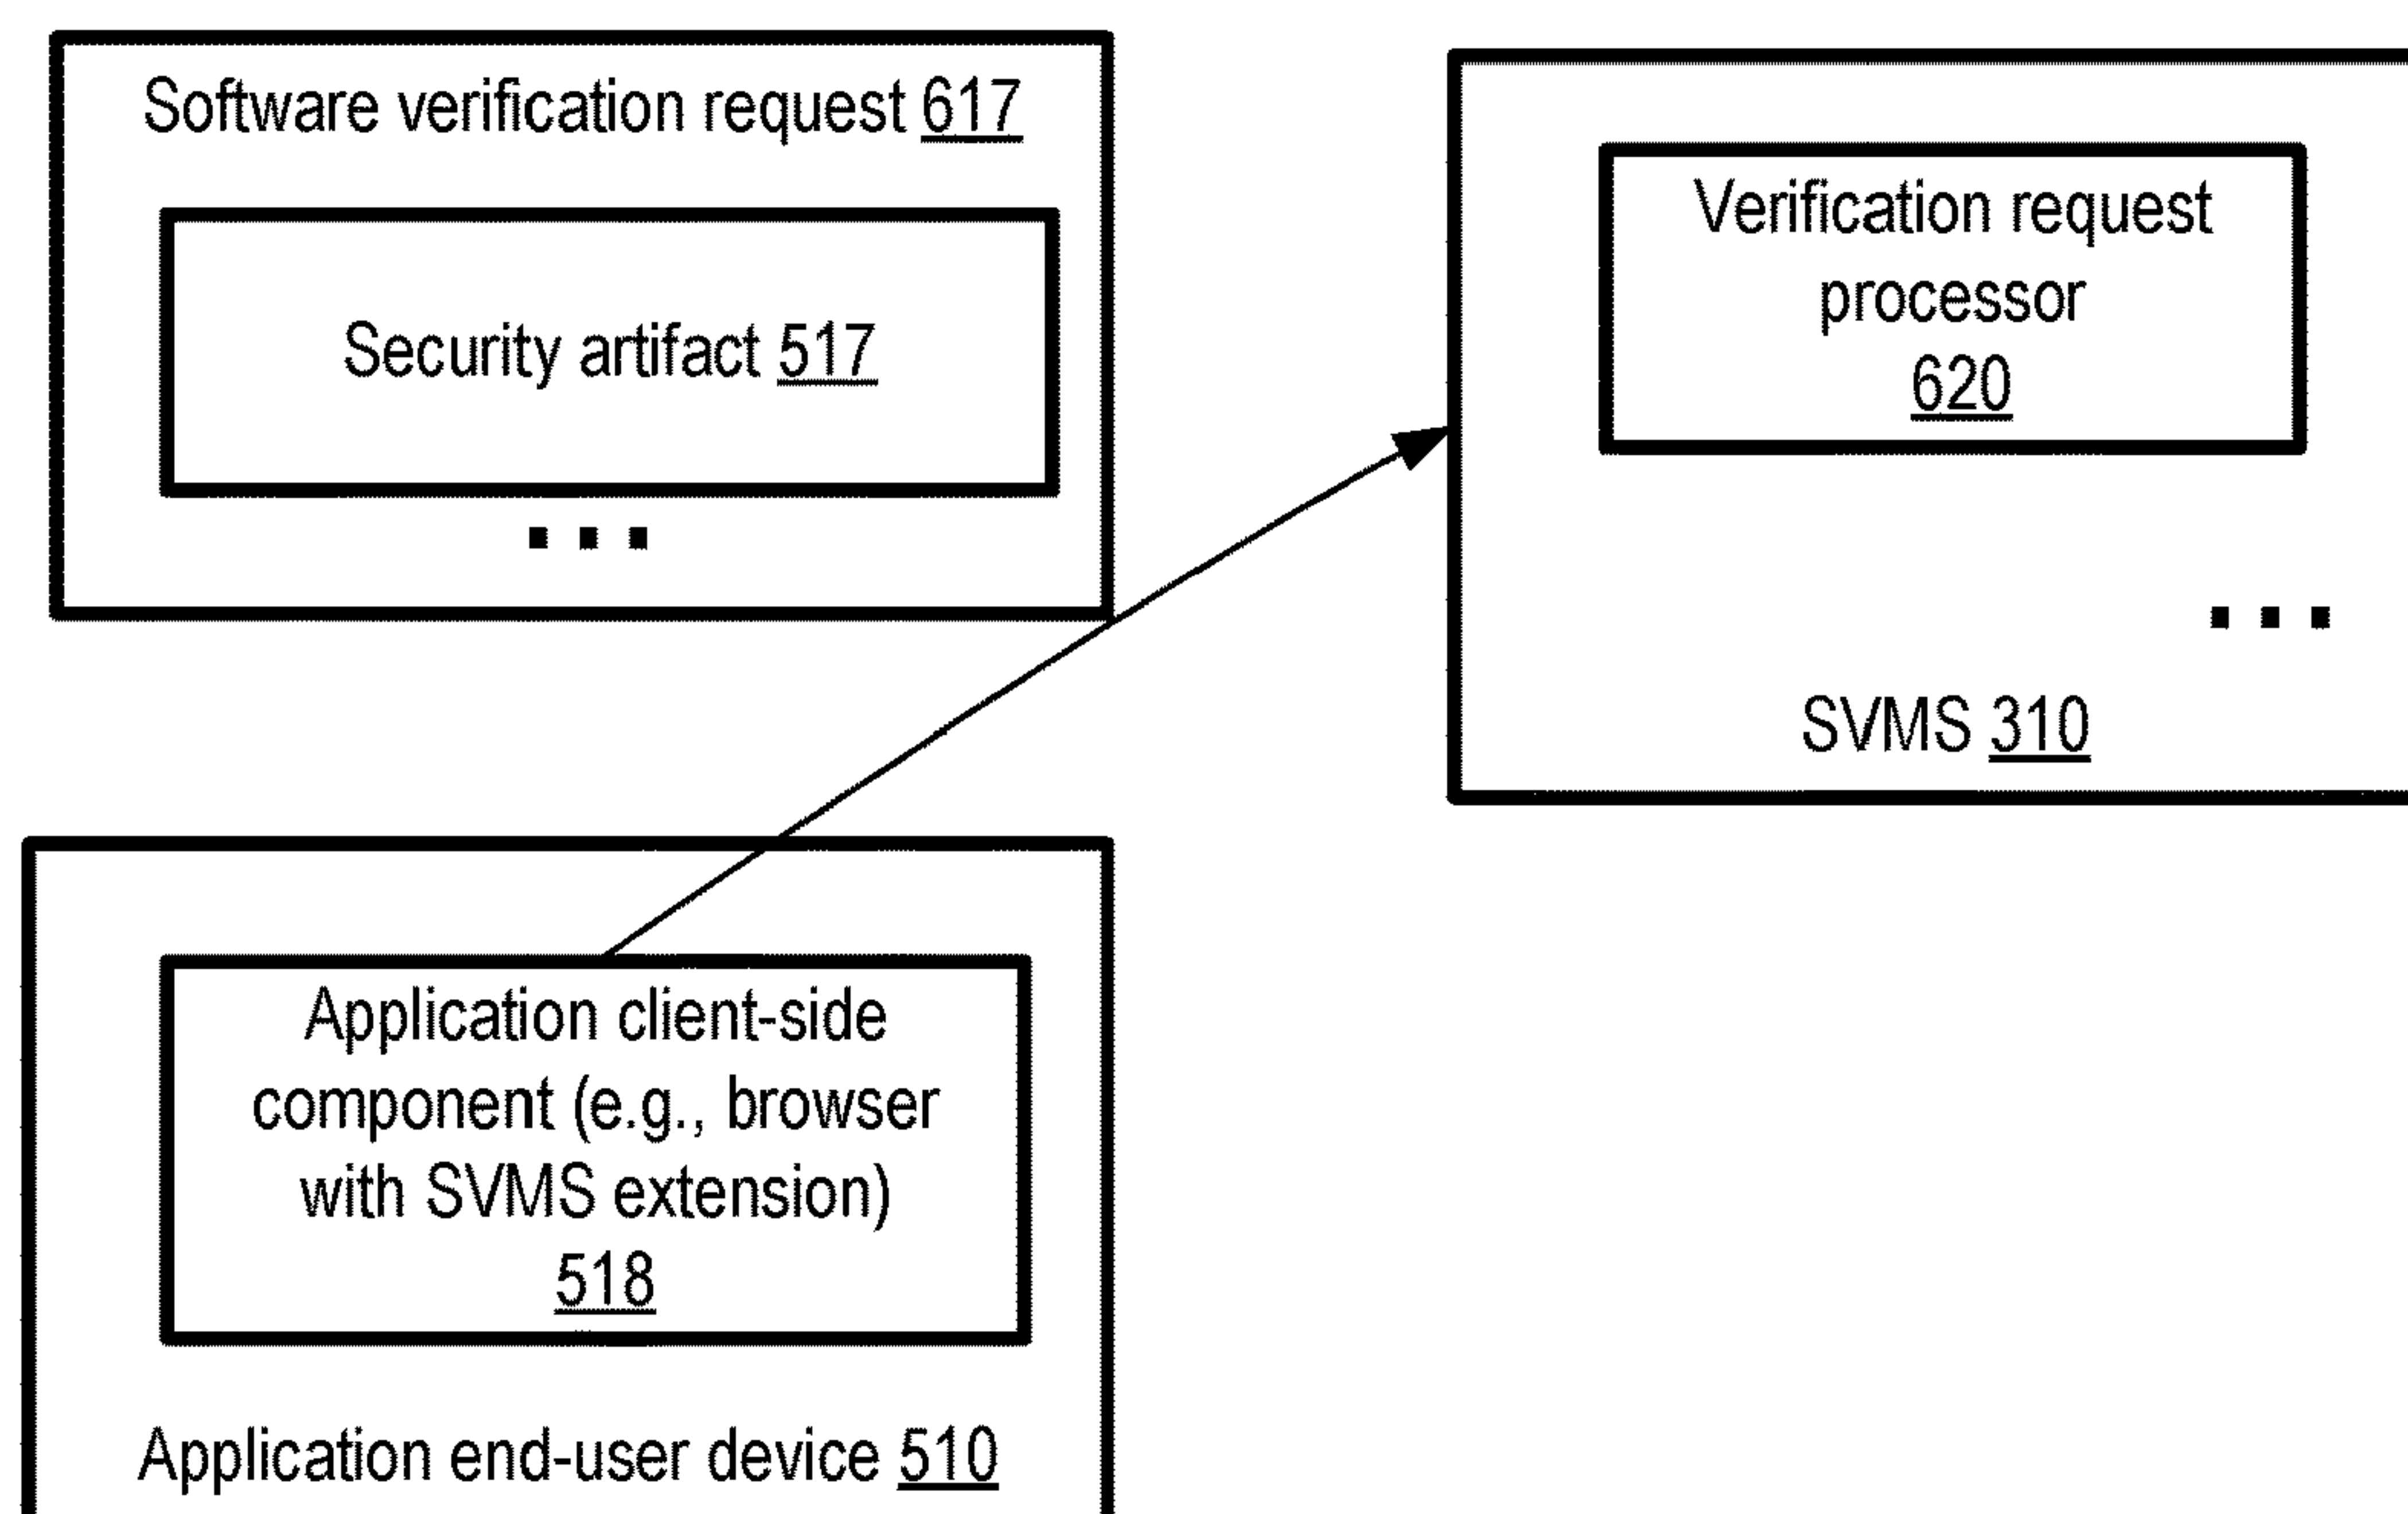 Software verification request 617
Security artifact 517
...
Verification request
processor
620
...
SVMS 310
Application client-side
component (e.g., browser
with SVMS extension)
518
Application end-user device 510